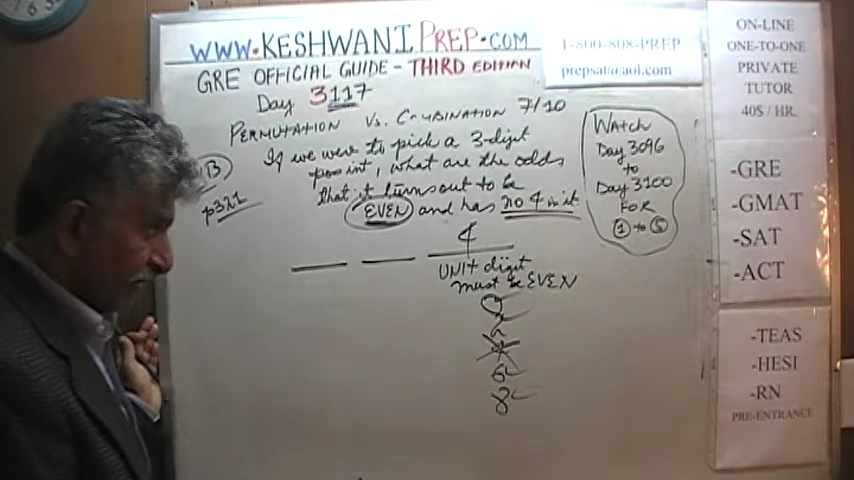 WWW.KESHWANIPREP.COM
GRE OFFICIAL GUIDE - THIRD EDITION
Day 3117
PERMUTATION VS. COMBINATION 7/10
If we were to pick a 3-digit
pos int, what are the odds
that it turns out to be
EVEN and has no 4 in it
p321
4
UNIT digit
must be EVEN
0
2
4
6
8
WATCH
Day 3096
to
Day 3100
FOR
1 to 5
1-800-808-PREP
prepsat@aol.com
ON-LINE
ONE-TO-ONE
PRIVATE
TUTOR
40$ / HR.
-GRE
-GMAT
-SAT
-ACT
-TEAS
-HESI
-RN
PRE-ENTRANCE